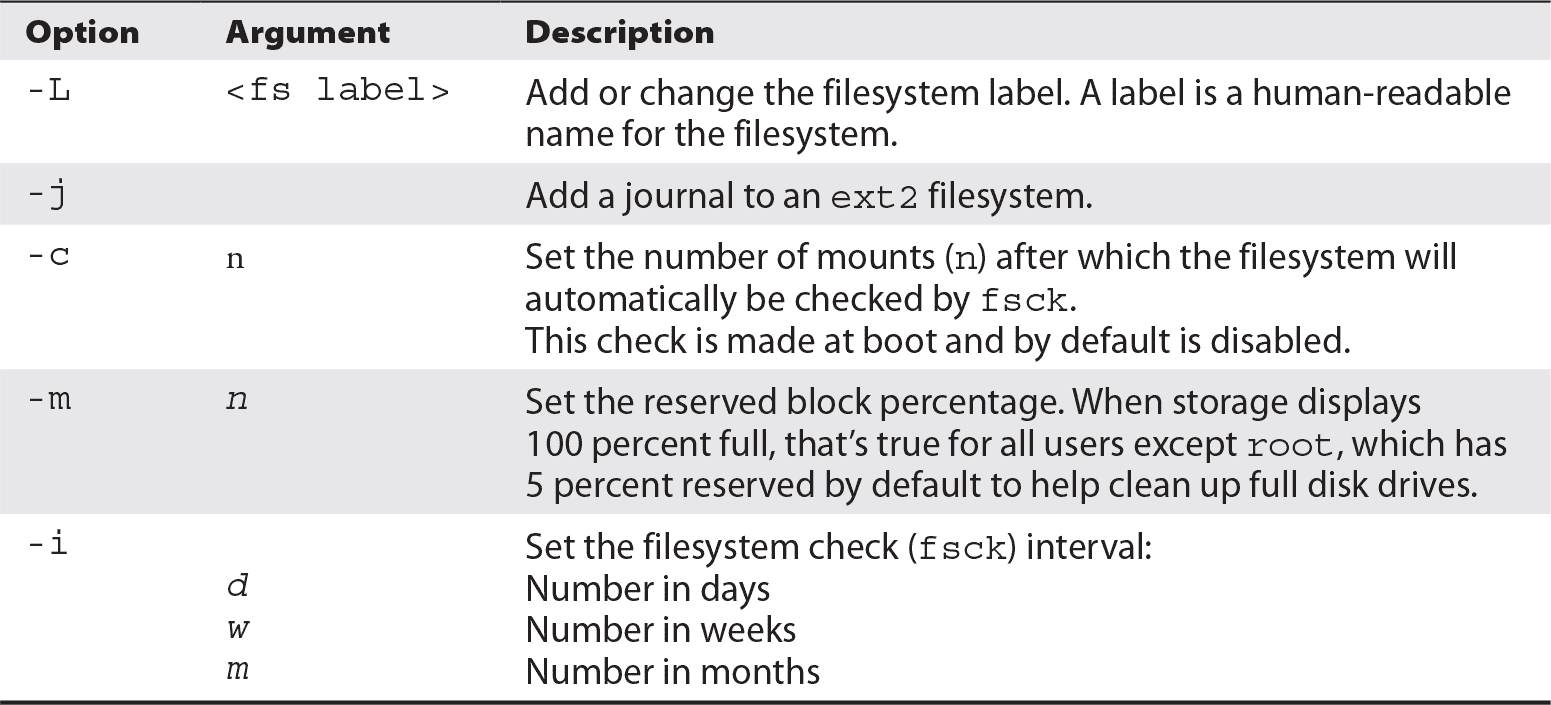 Option Argument Description
-L <fs label> Add or change the filesystem label. A label is a human-readable
name for the filesystem.
-j Add a journal to an ext2 filesystem.
-c n Set the number of mounts (n) after which the filesystem will
automatically be checked by fsck.
This check is made at boot and by default is disabled.
-m n Set the reserved block percentage. When storage displays
100 percent full, that’s true for all users except root, which has
5 percent reserved by default to help clean up full disk drives.
-i Set the filesystem check (fsck) interval:
d Number in days
w Number in weeks
m Number in months